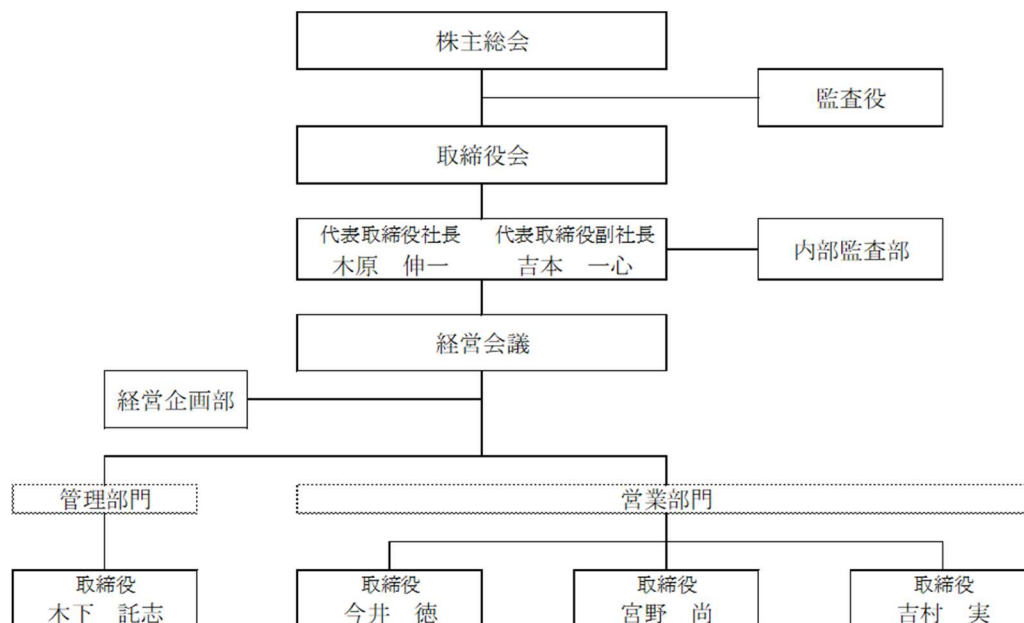 株主総会
監査役
取締役会
代表取締役社長　代表取締役副社長
木原　伸一　吉本　一心
内部監査部
経営会議
経営企画部
管理部門
営業部門
取締役
木下　託志
取締役
今井　徳
取締役
宮野　尚
取締役
吉村　実